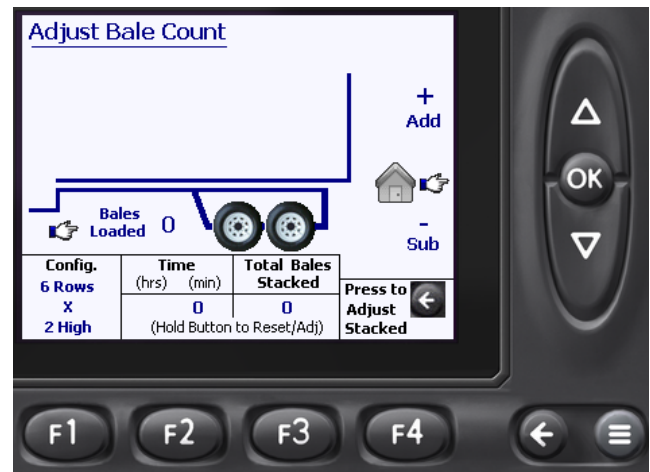 Adjust Bale Count
+
Add
Bales
Loaded 0
-
Sub
Config.
6 Rows
X
2 High
Time
(hrs) (min)
0
Total Bales
Stacked
0
(Hold Button to Reset/Adj)
Press to
Adjust
Stacked
OK
F1 F2 F3 F4